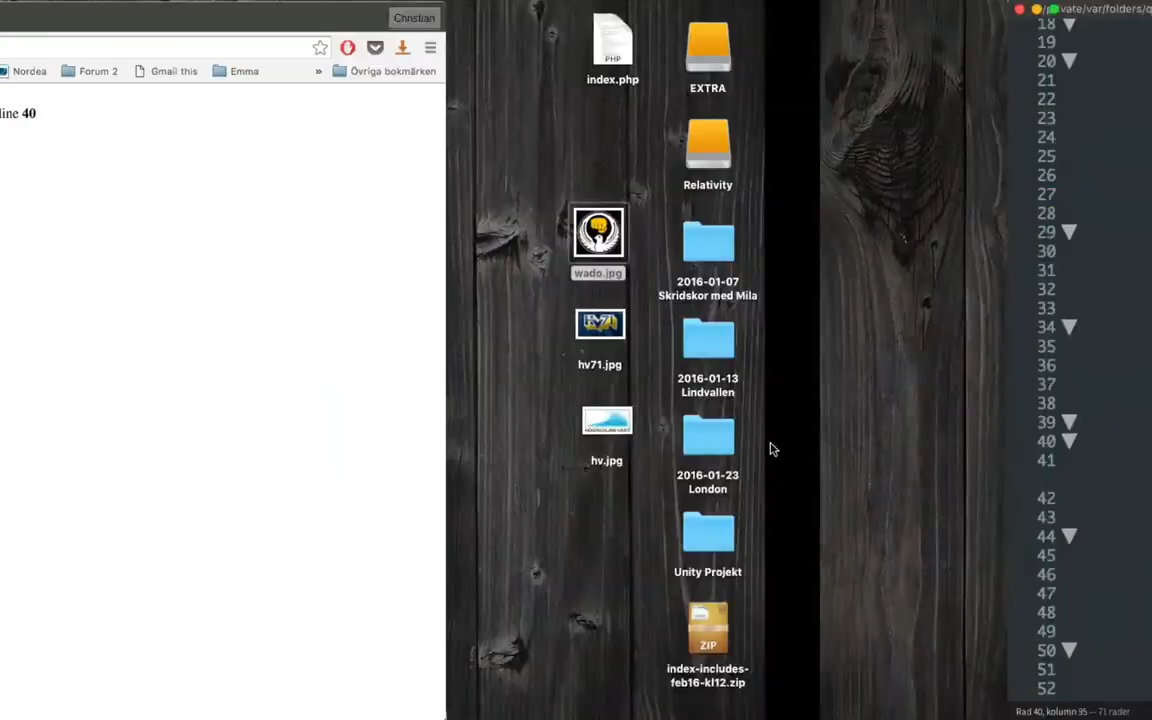 Chnstian
Nordea
Forum 2
Gmail this
Emma
»
Övriga bokmärken
line 40
PHP
index.php
wado.jpg
HV71
hv71.jpg
hv.jpg
EXTRA
Relativity
2016-01-07
Skridskor med Mila
2016-01-13
Lindvallen
2016-01-23
London
Unity Projekt
ZIP
index-includes-
feb16-kl12.zip
/private/var/folders/q
18
19
20
21
22
23
24
25
26
27
28
29
30
31
32
33
34
35
36
37
38
39
40
41
42
43
44
45
46
47
48
49
50
51
52
Rad 40, kolumn 95 — 71 rader